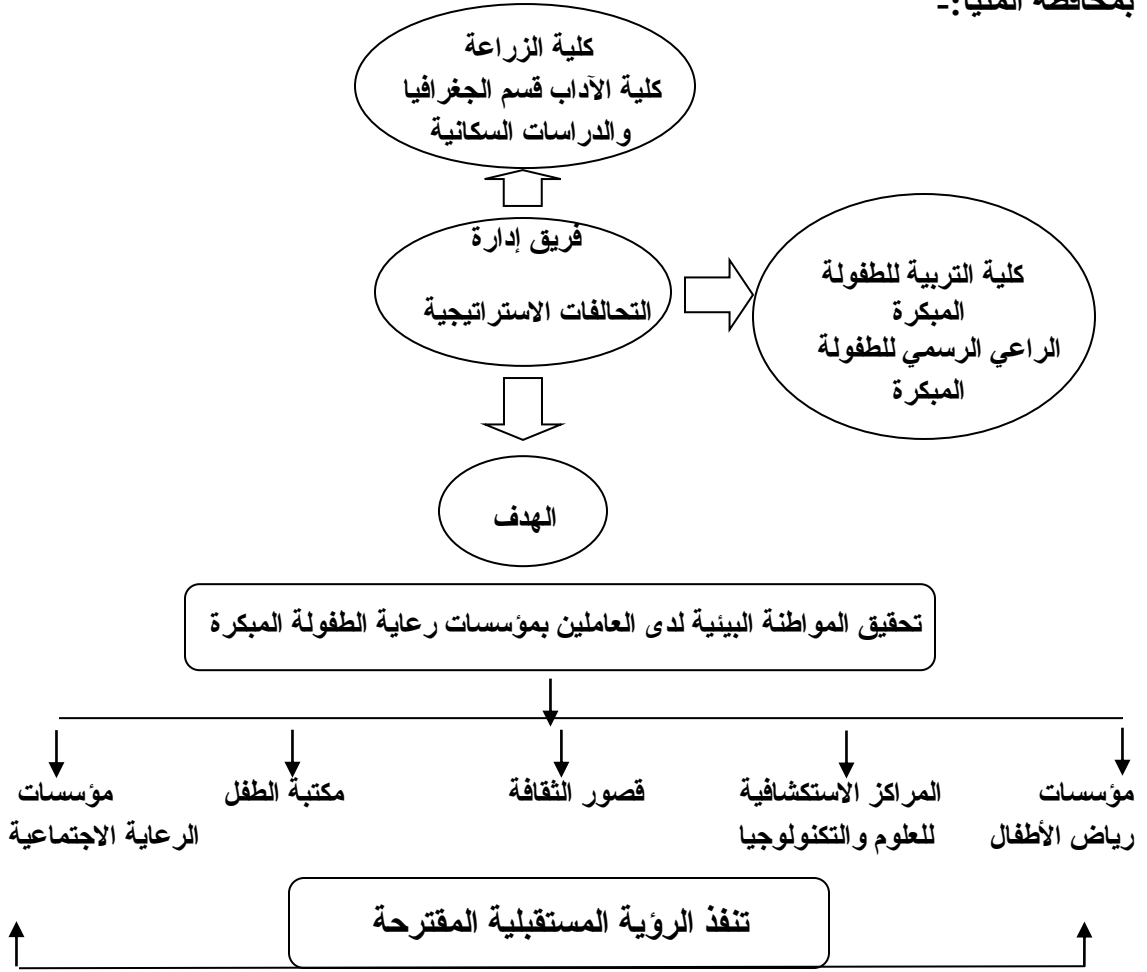 بمحافظة المنيا:-
كلية الزراعة
كلية الآداب قسم الجغرافيا
والدراسات السكانية
فريق إدارة
التحالفات الاستراتيجية
كلية التربية للطفولة
المبكرة
الراعي الرسمي للطفولة
المبكرة
الهدف
تحقيق المواطنة البيئية لدى العاملين بمؤسسات رعاية الطفولة المبكرة
مؤسسات
رياض الأطفال
المراكز الاستكشافية
للعلوم والتكنولوجيا
قصور الثقافة
مكتبة الطفل
مؤسسات
الرعاية الاجتماعية
تنفذ الرؤية المستقبلية المقترحة